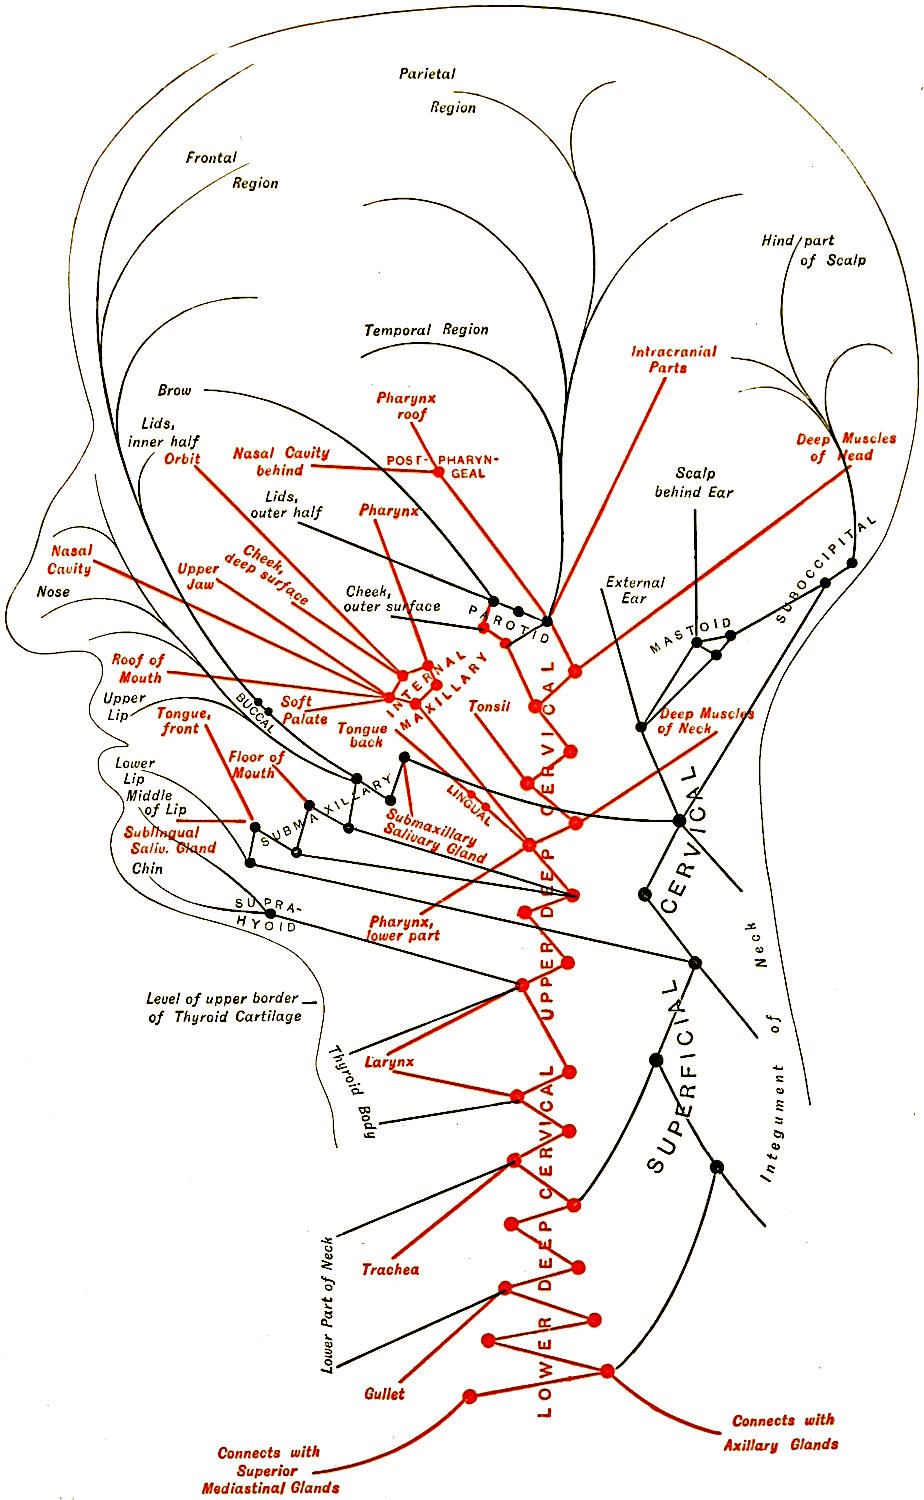 Parietal
Region
Frontal
Region
Hind part
of Scalp
Temporal Region
Intracranial
Parts
Brow
Pharynx
roof
Lids,
inner half
Orbit
Nasal Cavity
behind
POST-PHARYN-
GEAL
Deep Muscles
of Head
Scalp
behind Ear
Lids,
outer half
Pharynx
Nasal
Cavity
Cheek,
deep surface
Upper
Jaw
Nose
Cheek,
outer surface
PAROTID
External
Ear
MASTOID
SUBOCCIPITAL
Roof of
Mouth
INTERNAL
MAXILLARY
Upper
Lip
BUCCAL
Soft
Palate
Tongue,
front
Tongue
back
Tonsil
Deep Muscles
of Neck
Floor of
Mouth
Lower
Lip
Middle
of Lip
LINGUAL
SUBMAXILLARY
Submaxillary
Salivary Gland
Sublingual
Saliv. Gland
Chin
SUPRA-
HYOID
Pharynx,
lower part
UPPER DEEP CERVICAL
SUPERFICIAL CERVICAL
Integument of Neck
Level of upper border
of Thyroid Cartilage
Thyroid Body
Larynx
LOWER DEEP CERVICAL
Lower Part of Neck
Trachea
Gullet
Connects with
Axillary Glands
Connects with
Superior
Mediastinal Glands